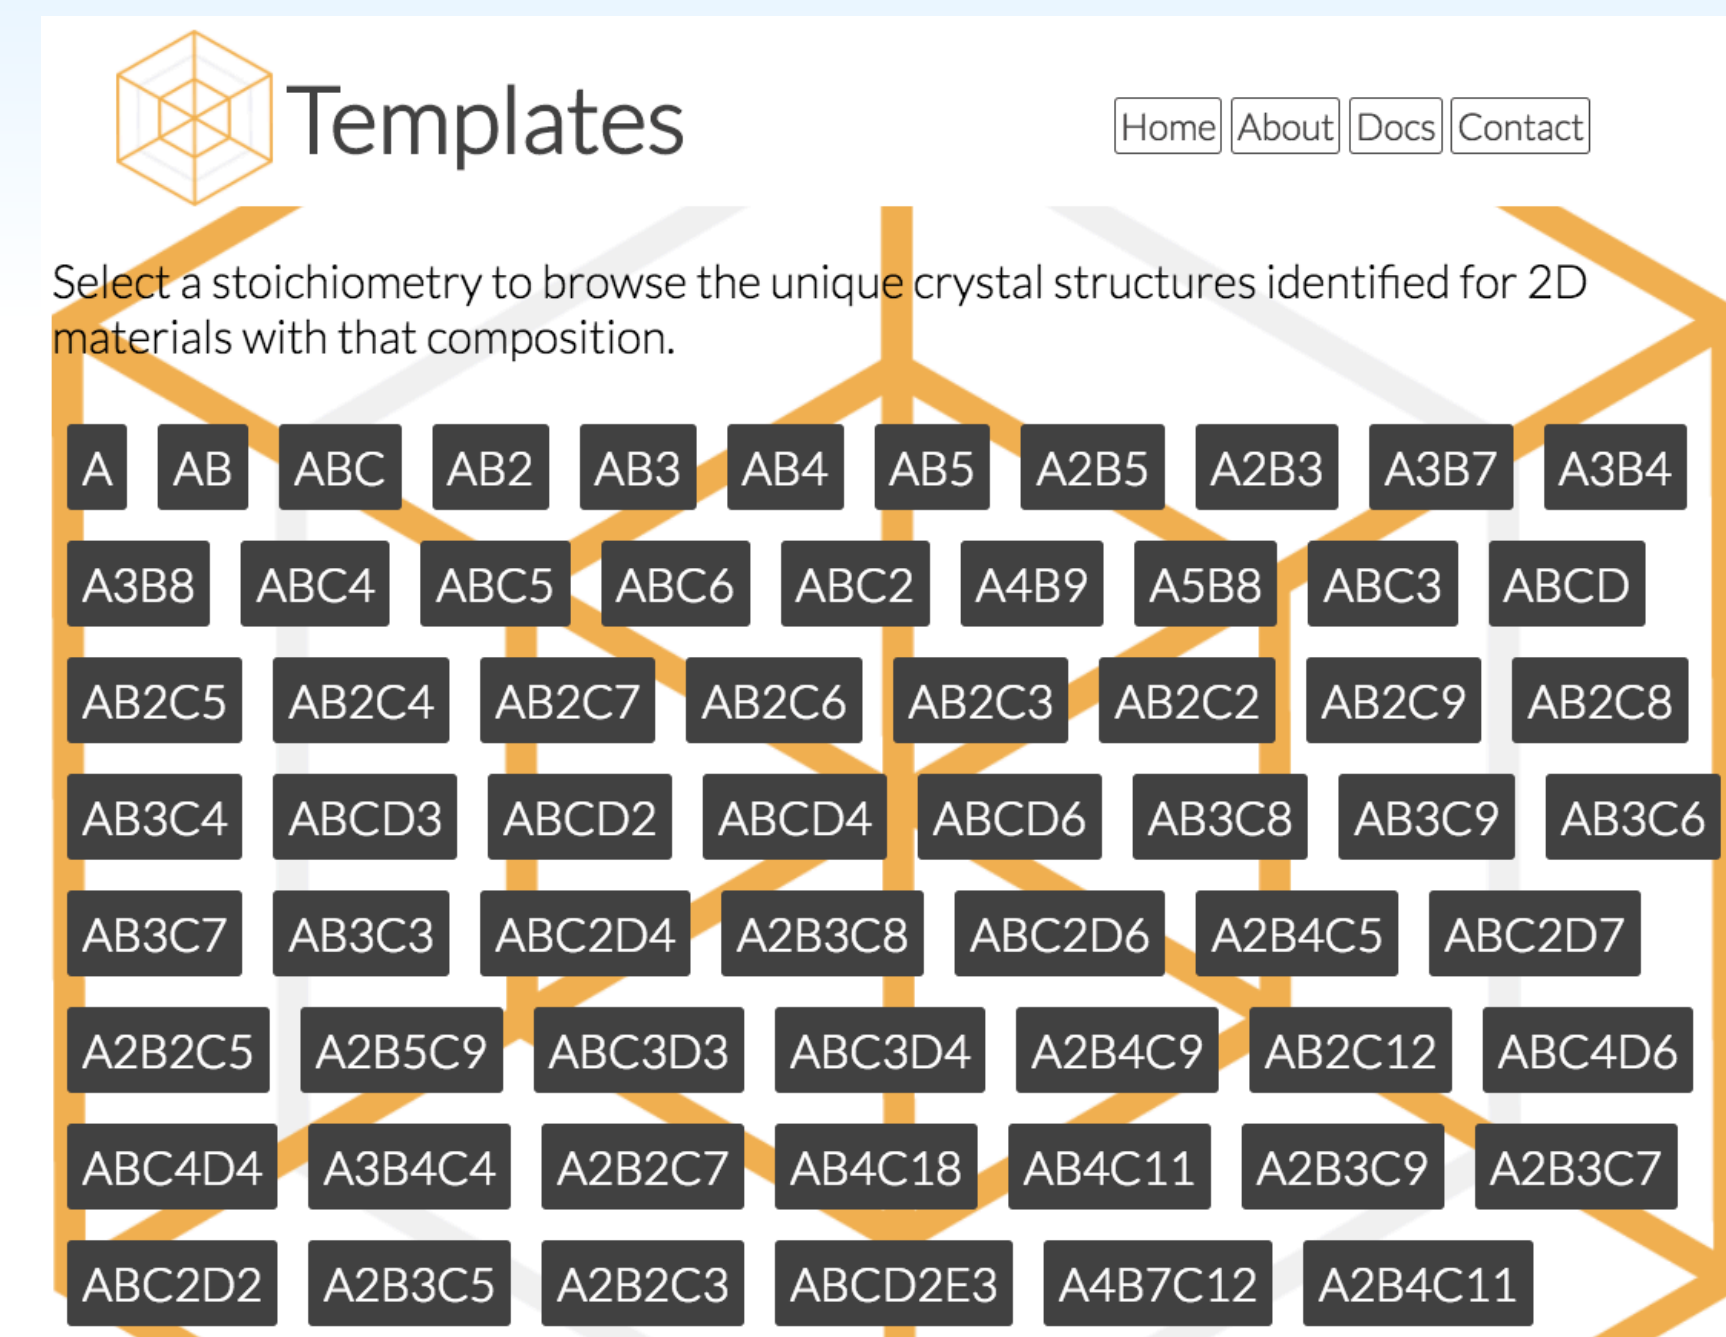 Templates
Home About Docs Contact
Select a stoichiometry to browse the unique crystal structures identified for 2D
materials with that composition.
A AB ABC AB2 AB3 AB4 AB5 A2B5 A2B3 A3B7 A3B4
A3B8 ABC4 ABC5 ABC6 ABC2 A4B9 A5B8 ABC3 ABCD
AB2C5 AB2C4 AB2C7 AB2C6 AB2C3 AB2C2 AB2C9 AB2C8
AB3C4 ABCD3 ABCD2 ABCD4 ABCD6 AB3C8 AB3C9 AB3C6
AB3C7 AB3C3 ABC2D4 A2B3C8 ABC2D6 A2B4C5 ABC2D7
A2B2C5 A2B5C9 ABC3D3 ABC3D4 A2B4C9 AB2C12 ABC4D6
ABC4D4 A3B4C4 A2B2C7 AB4C18 AB4C11 A2B3C9 A2B3C7
ABC2D2 A2B3C5 A2B2C3 ABCD2E3 A4B7C12 A2B4C11